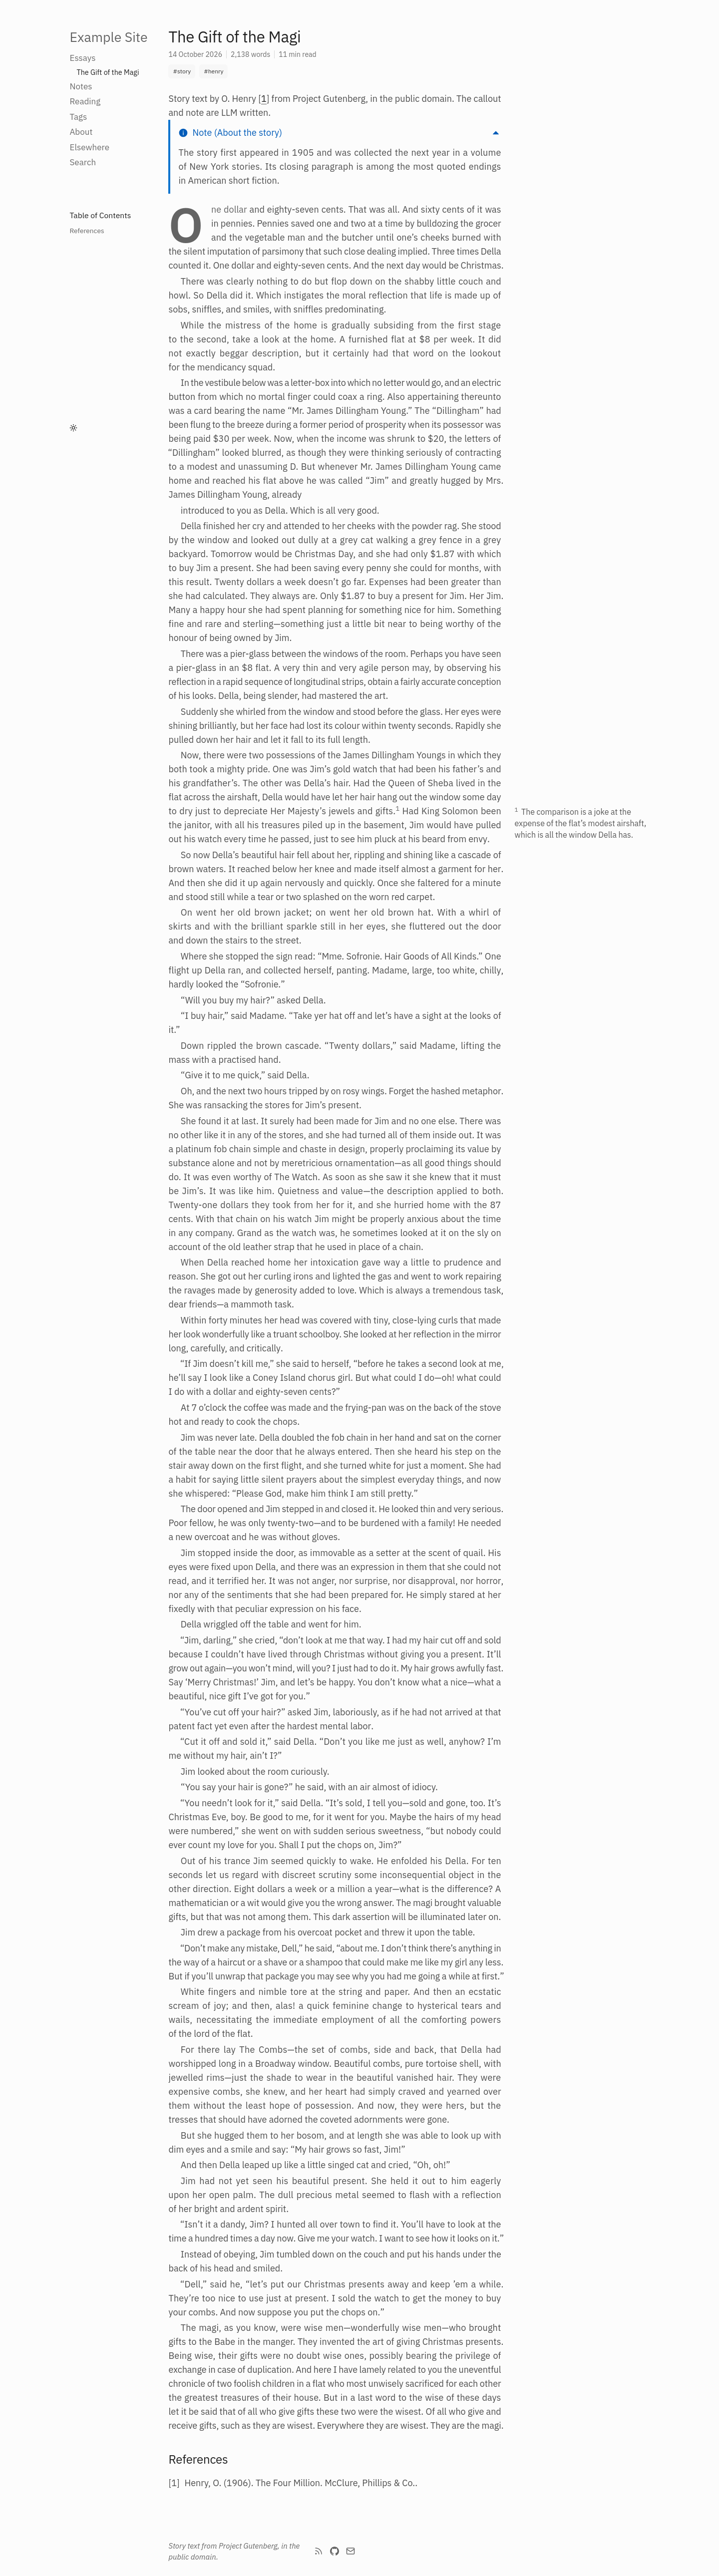 Example Site
Essays
The Gift of the Magi
Notes
Reading
Tags
About
Elsewhere
Search
Table of Contents
References
The Gift of the Magi
14 October 2026 | 2,138 words | 11 min read
#story #henry
Story text by O. Henry [1] from Project Gutenberg, in the public domain. The callout
and note are LLM written.
Note (About the story)
The story first appeared in 1905 and was collected the next year in a volume
of New York stories. Its closing paragraph is among the most quoted endings
in American short fiction.
One dollar and eighty-seven cents. That was all. And sixty cents of it was
in pennies. Pennies saved one and two at a time by bulldozing the grocer
and the vegetable man and the butcher until one’s cheeks burned with
the silent imputation of parsimony that such close dealing implied. Three times Della
counted it. One dollar and eighty-seven cents. And the next day would be Christmas.
There was clearly nothing to do but flop down on the shabby little couch and
howl. So Della did it. Which instigates the moral reflection that life is made up of
sobs, sniffles, and smiles, with sniffles predominating.
While the mistress of the home is gradually subsiding from the first stage
to the second, take a look at the home. A furnished flat at $8 per week. It did
not exactly beggar description, but it certainly had that word on the lookout
for the mendicancy squad.
In the vestibule below was a letter-box into which no letter would go, and an electric
button from which no mortal finger could coax a ring. Also appertaining thereunto
was a card bearing the name “Mr. James Dillingham Young.” The “Dillingham” had
been flung to the breeze during a former period of prosperity when its possessor was
being paid $30 per week. Now, when the income was shrunk to $20, the letters of
“Dillingham” looked blurred, as though they were thinking seriously of contracting
to a modest and unassuming D. But whenever Mr. James Dillingham Young came
home and reached his flat above he was called “Jim” and greatly hugged by Mrs.
James Dillingham Young, already
introduced to you as Della. Which is all very good.
Della finished her cry and attended to her cheeks with the powder rag. She stood
by the window and looked out dully at a grey cat walking a grey fence in a grey
backyard. Tomorrow would be Christmas Day, and she had only $1.87 with which
to buy Jim a present. She had been saving every penny she could for months, with
this result. Twenty dollars a week doesn’t go far. Expenses had been greater than
she had calculated. They always are. Only $1.87 to buy a present for Jim. Her Jim.
Many a happy hour she had spent planning for something nice for him. Something
fine and rare and sterling—something just a little bit near to being worthy of the
honour of being owned by Jim.
There was a pier-glass between the windows of the room. Perhaps you have seen
a pier-glass in an $8 flat. A very thin and very agile person may, by observing his
reflection in a rapid sequence of longitudinal strips, obtain a fairly accurate conception
of his looks. Della, being slender, had mastered the art.
Suddenly she whirled from the window and stood before the glass. Her eyes were
shining brilliantly, but her face had lost its colour within twenty seconds. Rapidly she
pulled down her hair and let it fall to its full length.
Now, there were two possessions of the James Dillingham Youngs in which they
both took a mighty pride. One was Jim’s gold watch that had been his father’s and
his grandfather’s. The other was Della’s hair. Had the Queen of Sheba lived in the
flat across the airshaft, Della would have let her hair hang out the window some day
to dry just to depreciate Her Majesty’s jewels and gifts.1 Had King Solomon been
the janitor, with all his treasures piled up in the basement, Jim would have pulled
out his watch every time he passed, just to see him pluck at his beard from envy.
1 The comparison is a joke at the
expense of the flat’s modest airshaft,
which is all the window Della has.
So now Della’s beautiful hair fell about her, rippling and shining like a cascade of
brown waters. It reached below her knee and made itself almost a garment for her.
And then she did it up again nervously and quickly. Once she faltered for a minute
and stood still while a tear or two splashed on the worn red carpet.
On went her old brown jacket; on went her old brown hat. With a whirl of
skirts and with the brilliant sparkle still in her eyes, she fluttered out the door
and down the stairs to the street.
Where she stopped the sign read: “Mme. Sofronie. Hair Goods of All Kinds.” One
flight up Della ran, and collected herself, panting. Madame, large, too white, chilly,
hardly looked the “Sofronie.”
“Will you buy my hair?” asked Della.
“I buy hair,” said Madame. “Take yer hat off and let’s have a sight at the looks of
it.”
Down rippled the brown cascade. “Twenty dollars,” said Madame, lifting the
mass with a practised hand.
“Give it to me quick,” said Della.
Oh, and the next two hours tripped by on rosy wings. Forget the hashed metaphor.
She was ransacking the stores for Jim’s present.
She found it at last. It surely had been made for Jim and no one else. There was
no other like it in any of the stores, and she had turned all of them inside out. It was
a platinum fob chain simple and chaste in design, properly proclaiming its value by
substance alone and not by meretricious ornamentation—as all good things should
do. It was even worthy of The Watch. As soon as she saw it she knew that it must
be Jim’s. It was like him. Quietness and value—the description applied to both.
Twenty-one dollars they took from her for it, and she hurried home with the 87
cents. With that chain on his watch Jim might be properly anxious about the time
in any company. Grand as the watch was, he sometimes looked at it on the sly on
account of the old leather strap that he used in place of a chain.
When Della reached home her intoxication gave way a little to prudence and
reason. She got out her curling irons and lighted the gas and went to work repairing
the ravages made by generosity added to love. Which is always a tremendous task,
dear friends—a mammoth task.
Within forty minutes her head was covered with tiny, close-lying curls that made
her look wonderfully like a truant schoolboy. She looked at her reflection in the mirror
long, carefully, and critically.
“If Jim doesn’t kill me,” she said to herself, “before he takes a second look at me,
he’ll say I look like a Coney Island chorus girl. But what could I do—oh! what could
I do with a dollar and eighty-seven cents?”
At 7 o’clock the coffee was made and the frying-pan was on the back of the stove
hot and ready to cook the chops.
Jim was never late. Della doubled the fob chain in her hand and sat on the corner
of the table near the door that he always entered. Then she heard his step on the
stair away down on the first flight, and she turned white for just a moment. She had
a habit for saying little silent prayers about the simplest everyday things, and now
she whispered: “Please God, make him think I am still pretty.”
The door opened and Jim stepped in and closed it. He looked thin and very serious.
Poor fellow, he was only twenty-two—and to be burdened with a family! He needed
a new overcoat and he was without gloves.
Jim stopped inside the door, as immovable as a setter at the scent of quail. His
eyes were fixed upon Della, and there was an expression in them that she could not
read, and it terrified her. It was not anger, nor surprise, nor disapproval, nor horror,
nor any of the sentiments that she had been prepared for. He simply stared at her
fixedly with that peculiar expression on his face.
Della wriggled off the table and went for him.
“Jim, darling,” she cried, “don’t look at me that way. I had my hair cut off and sold
because I couldn’t have lived through Christmas without giving you a present. It’ll
grow out again—you won’t mind, will you? I just had to do it. My hair grows awfully fast.
Say ‘Merry Christmas!’ Jim, and let’s be happy. You don’t know what a nice—what a
beautiful, nice gift I’ve got for you.”
“You’ve cut off your hair?” asked Jim, laboriously, as if he had not arrived at that
patent fact yet even after the hardest mental labor.
“Cut it off and sold it,” said Della. “Don’t you like me just as well, anyhow? I’m
me without my hair, ain’t I?”
Jim looked about the room curiously.
“You say your hair is gone?” he said, with an air almost of idiocy.
“You needn’t look for it,” said Della. “It’s sold, I tell you—sold and gone, too. It’s
Christmas Eve, boy. Be good to me, for it went for you. Maybe the hairs of my head
were numbered,” she went on with sudden serious sweetness, “but nobody could
ever count my love for you. Shall I put the chops on, Jim?”
Out of his trance Jim seemed quickly to wake. He enfolded his Della. For ten
seconds let us regard with discreet scrutiny some inconsequential object in the
other direction. Eight dollars a week or a million a year—what is the difference? A
mathematician or a wit would give you the wrong answer. The magi brought valuable
gifts, but that was not among them. This dark assertion will be illuminated later on.
Jim drew a package from his overcoat pocket and threw it upon the table.
“Don’t make any mistake, Dell,” he said, “about me. I don’t think there’s anything in
the way of a haircut or a shave or a shampoo that could make me like my girl any less.
But if you’ll unwrap that package you may see why you had me going a while at first.”
White fingers and nimble tore at the string and paper. And then an ecstatic
scream of joy; and then, alas! a quick feminine change to hysterical tears and
wails, necessitating the immediate employment of all the comforting powers
of the lord of the flat.
For there lay The Combs—the set of combs, side and back, that Della had
worshipped long in a Broadway window. Beautiful combs, pure tortoise shell, with
jewelled rims—just the shade to wear in the beautiful vanished hair. They were
expensive combs, she knew, and her heart had simply craved and yearned over
them without the least hope of possession. And now, they were hers, but the
tresses that should have adorned the coveted adornments were gone.
But she hugged them to her bosom, and at length she was able to look up with
dim eyes and a smile and say: “My hair grows so fast, Jim!”
And then Della leaped up like a little singed cat and cried, “Oh, oh!”
Jim had not yet seen his beautiful present. She held it out to him eagerly
upon her open palm. The dull precious metal seemed to flash with a reflection
of her bright and ardent spirit.
“Isn’t it a dandy, Jim? I hunted all over town to find it. You’ll have to look at the
time a hundred times a day now. Give me your watch. I want to see how it looks on it.”
Instead of obeying, Jim tumbled down on the couch and put his hands under the
back of his head and smiled.
“Dell,” said he, “let’s put our Christmas presents away and keep ’em a while.
They’re too nice to use just at present. I sold the watch to get the money to buy
your combs. And now suppose you put the chops on.”
The magi, as you know, were wise men—wonderfully wise men—who brought
gifts to the Babe in the manger. They invented the art of giving Christmas presents.
Being wise, their gifts were no doubt wise ones, possibly bearing the privilege of
exchange in case of duplication. And here I have lamely related to you the uneventful
chronicle of two foolish children in a flat who most unwisely sacrificed for each other
the greatest treasures of their house. But in a last word to the wise of these days
let it be said that of all who give gifts these two were the wisest. Of all who give and
receive gifts, such as they are wisest. Everywhere they are wisest. They are the magi.
References
[1] Henry, O. (1906). The Four Million. McClure, Phillips & Co..
Story text from Project Gutenberg, in the
public domain.